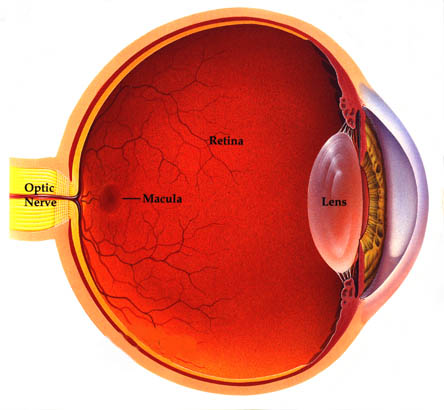 Retina
Optic
Nerve
Macula
Lens